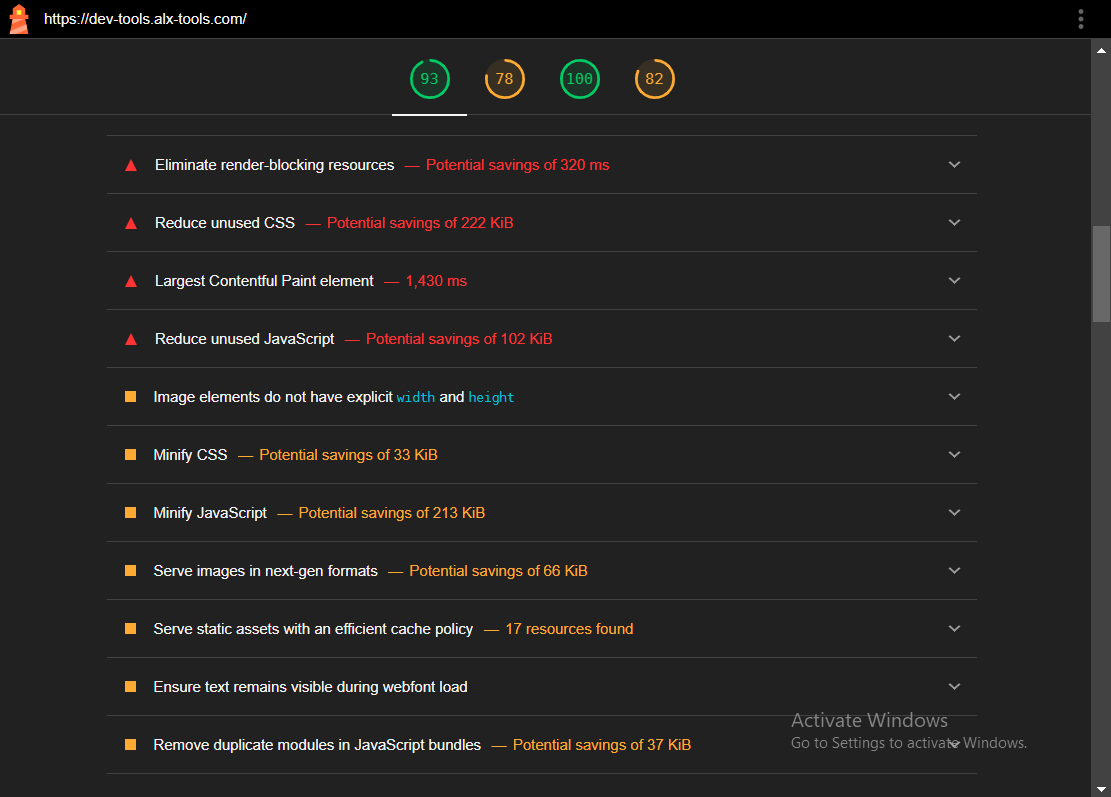 https://dev-tools.alx-tools.com/
93 78 100 82
Eliminate render-blocking resources — Potential savings of 320 ms
Reduce unused CSS — Potential savings of 222 KiB
Largest Contentful Paint element — 1,430 ms
Reduce unused JavaScript — Potential savings of 102 KiB
Image elements do not have explicit width and height
Minify CSS — Potential savings of 33 KiB
Minify JavaScript — Potential savings of 213 KiB
Serve images in next-gen formats — Potential savings of 66 KiB
Serve static assets with an efficient cache policy — 17 resources found
Ensure text remains visible during webfont load
Remove duplicate modules in JavaScript bundles — Potential savings of 37 KiB
Activate Windows
Go to Settings to activate Windows.